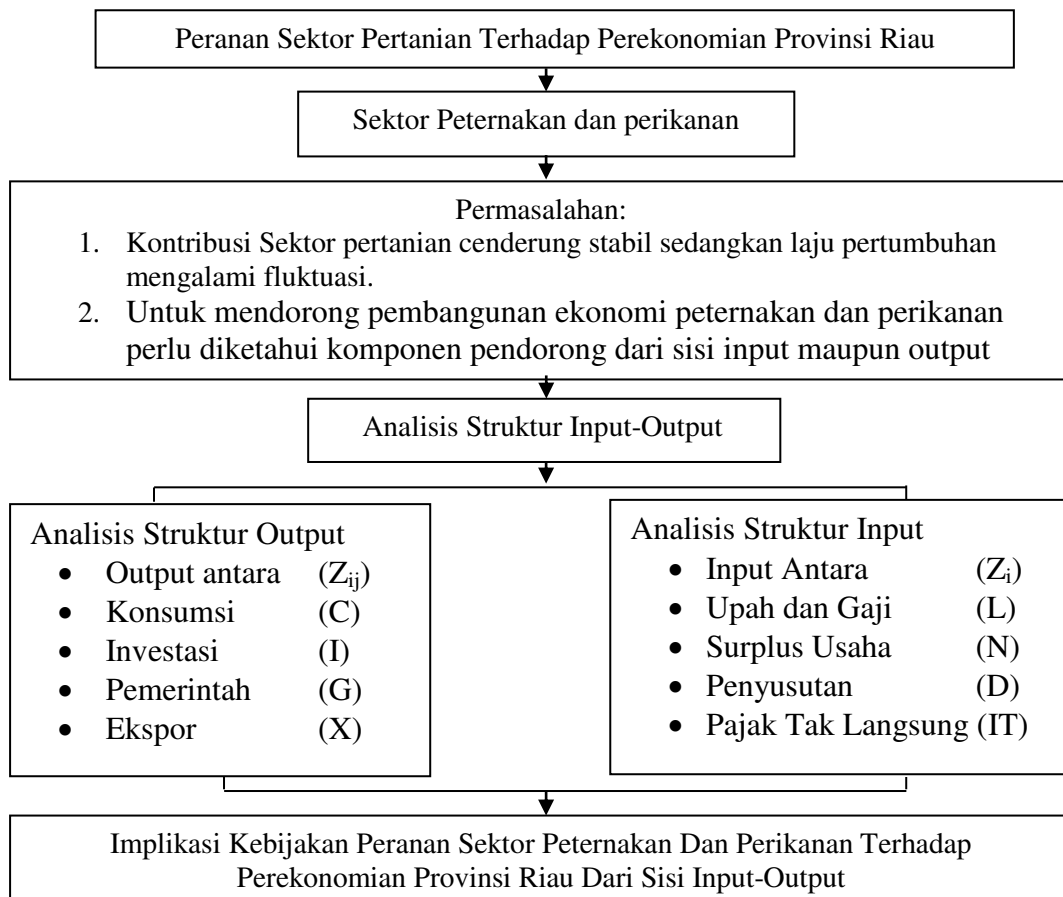 Peranan Sektor Pertanian Terhadap Perekonomian Provinsi Riau
Sektor Peternakan dan perikanan
Permasalahan:
1. Kontribusi Sektor pertanian cenderung stabil sedangkan laju pertumbuhan
mengalami fluktuasi.
2. Untuk mendorong pembangunan ekonomi peternakan dan perikanan
perlu diketahui komponen pendorong dari sisi input maupun output
Analisis Struktur Input-Output
Analisis Struktur Output
• Output antara (Zij)
• Konsumsi (C)
• Investasi (I)
• Pemerintah (G)
• Ekspor (X)
Analisis Struktur Input
• Input Antara (Zi)
• Upah dan Gaji (L)
• Surplus Usaha (N)
• Penyusutan (D)
• Pajak Tak Langsung (IT)
Implikasi Kebijakan Peranan Sektor Peternakan Dan Perikanan Terhadap
Perekonomian Provinsi Riau Dari Sisi Input-Output